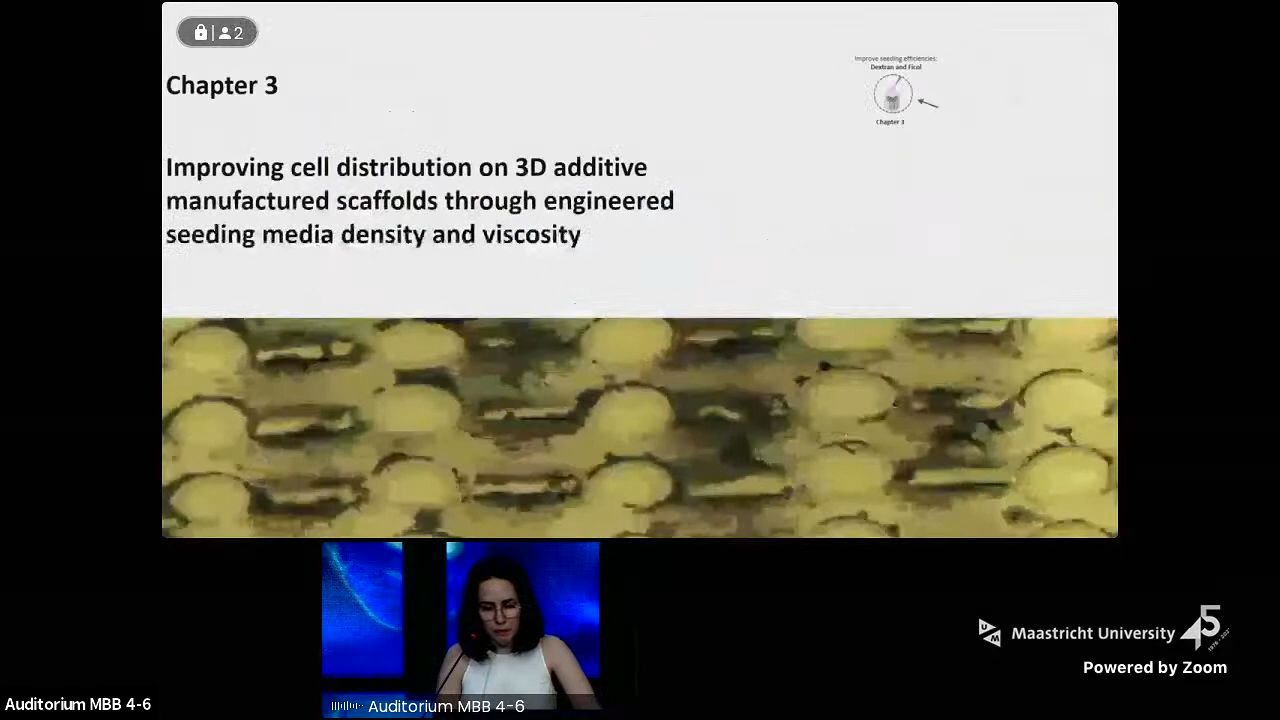 2
Improve seeding efficiencies:
Dextran and Ficol
Chapter 3
Chapter 3
Improving cell distribution on 3D additive
manufactured scaffolds through engineered
seeding media density and viscosity
UM
Maastricht University
45
Powered by Zoom
Auditorium MBB 4-6
Auditorium MBB 4-6